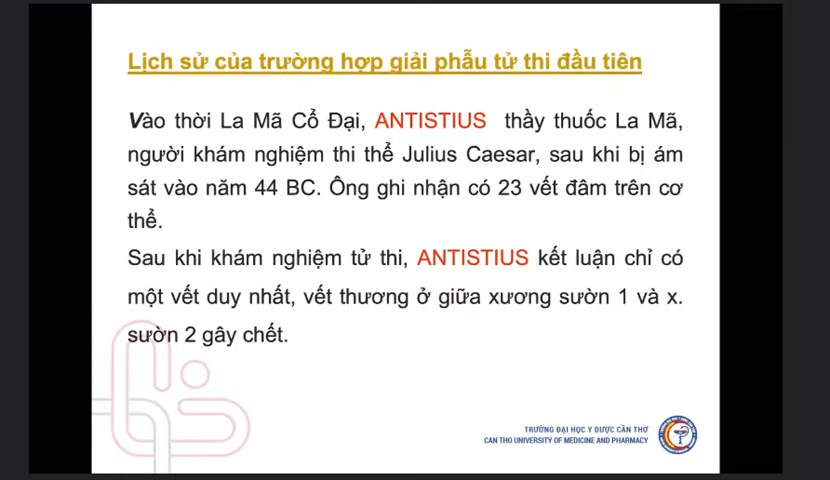 Lịch sử của trường hợp giải phẫu tử thi đầu tiên
Vào thời La Mã Cổ Đại, ANTISTIUS thầy thuốc La Mã,
người khám nghiệm thi thể Julius Caesar, sau khi bị ám
sát vào năm 44 BC. Ông ghi nhận có 23 vết đâm trên cơ
thể.
Sau khi khám nghiệm tử thi, ANTISTIUS kết luận chỉ có
một vết duy nhất, vết thương ở giữa xương sườn 1 và x.
sườn 2 gây chết.
TRƯỜNG ĐẠI HỌC Y DƯỢC CẦN THƠ
CAN THO UNIVERSITY OF MEDICINE AND PHARMACY